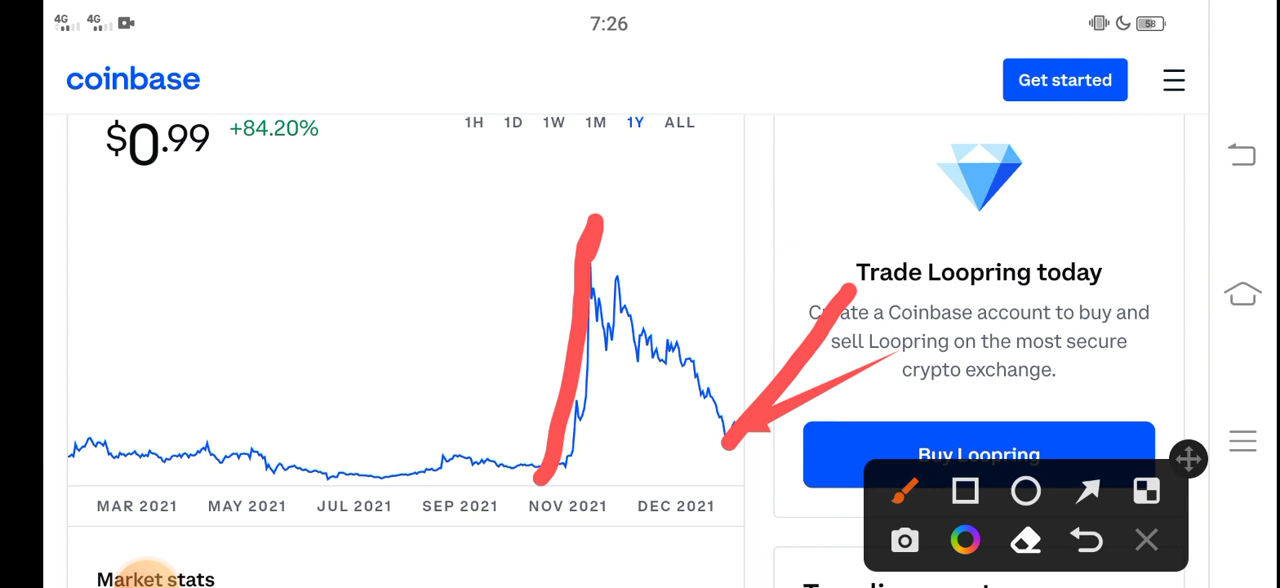 4G 4G 7:26 58
coinbase Get started
$0.99 +84.20% 1H 1D 1W 1M 1Y ALL
Trade Loopring today
Create a Coinbase account to buy and
sell Loopring on the most secure
crypto exchange.
Buy Loopring
MAR 2021 MAY 2021 JUL 2021 SEP 2021 NOV 2021 DEC 2021
Market stats